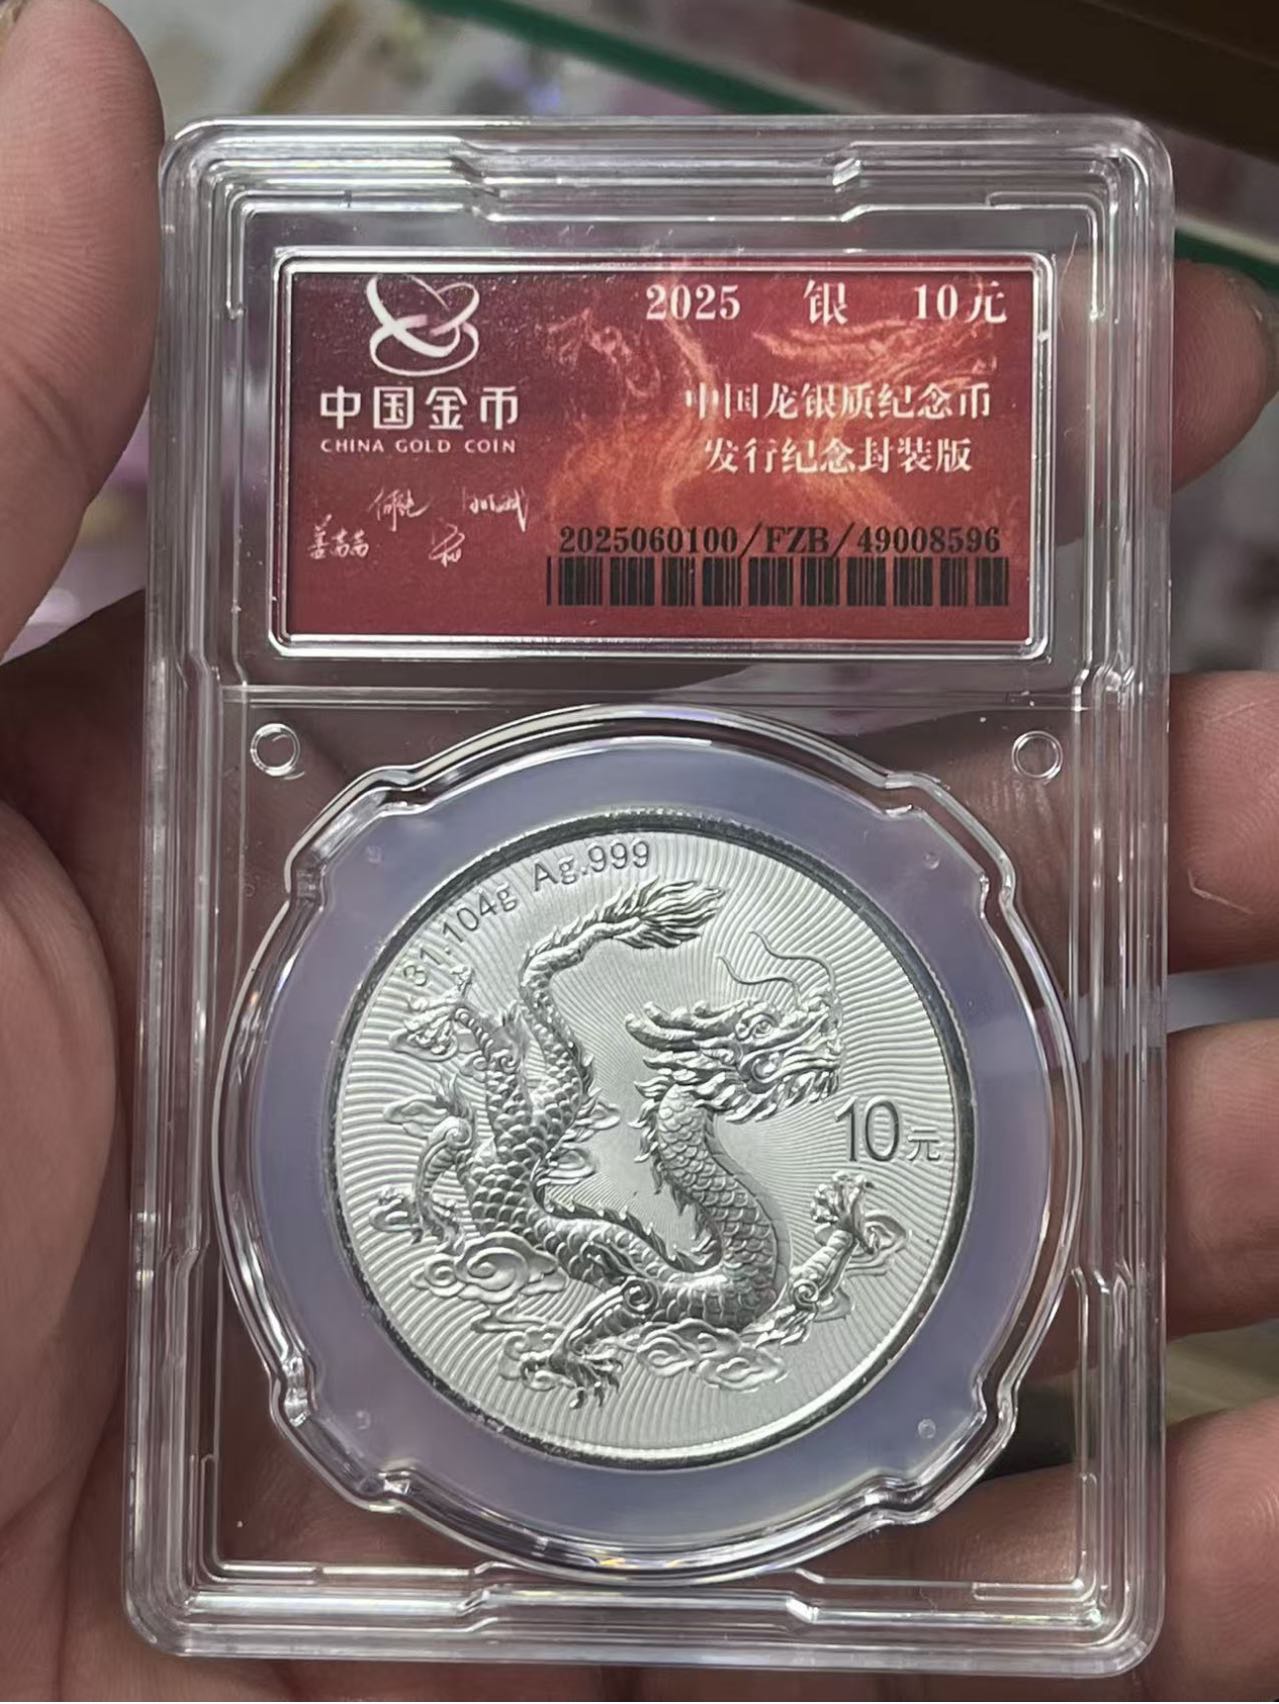 2025 银 10元
中国金币
CHINA GOLD COIN
中国龙银质纪念币
发行纪念封装版
2025060100/FZB/49008596
31.104g Ag.999
10元